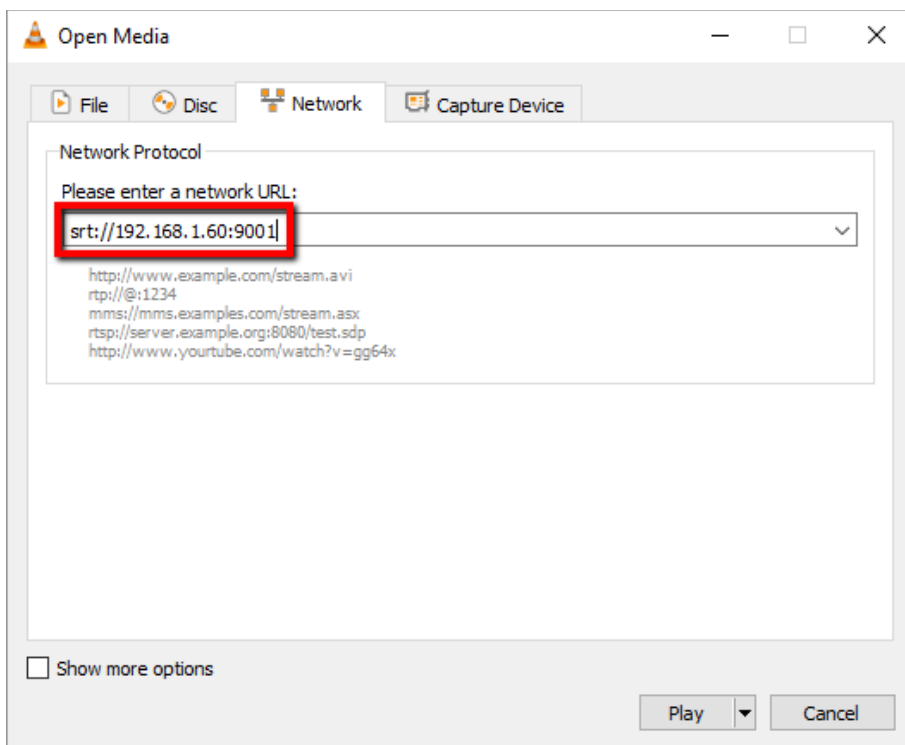 Open Media
File Disc Network Capture Device
Network Protocol
Please enter a network URL:
srt://192.168.1.60:9001
http://www.example.com/stream.avi
rtp://@:1234
mms://mms.examples.com/stream.asx
rtsp://server.example.org:8080/test.sdp
http://www.yourtube.com/watch?v=gg64x
Show more options
Play Cancel